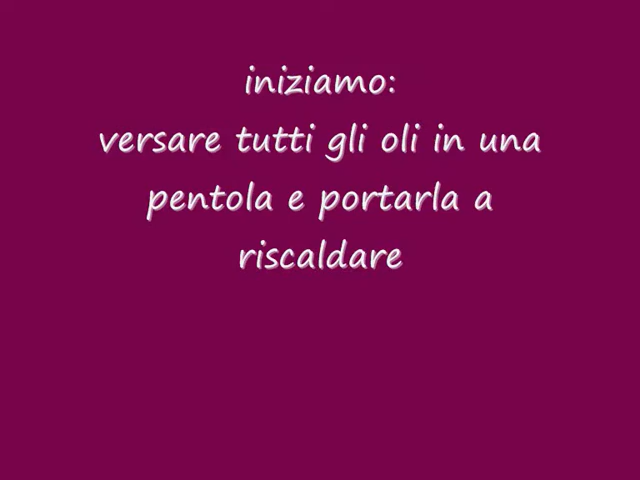 iniziamo:
versare tutti gli oli in una
pentola e portarla a
riscaldare